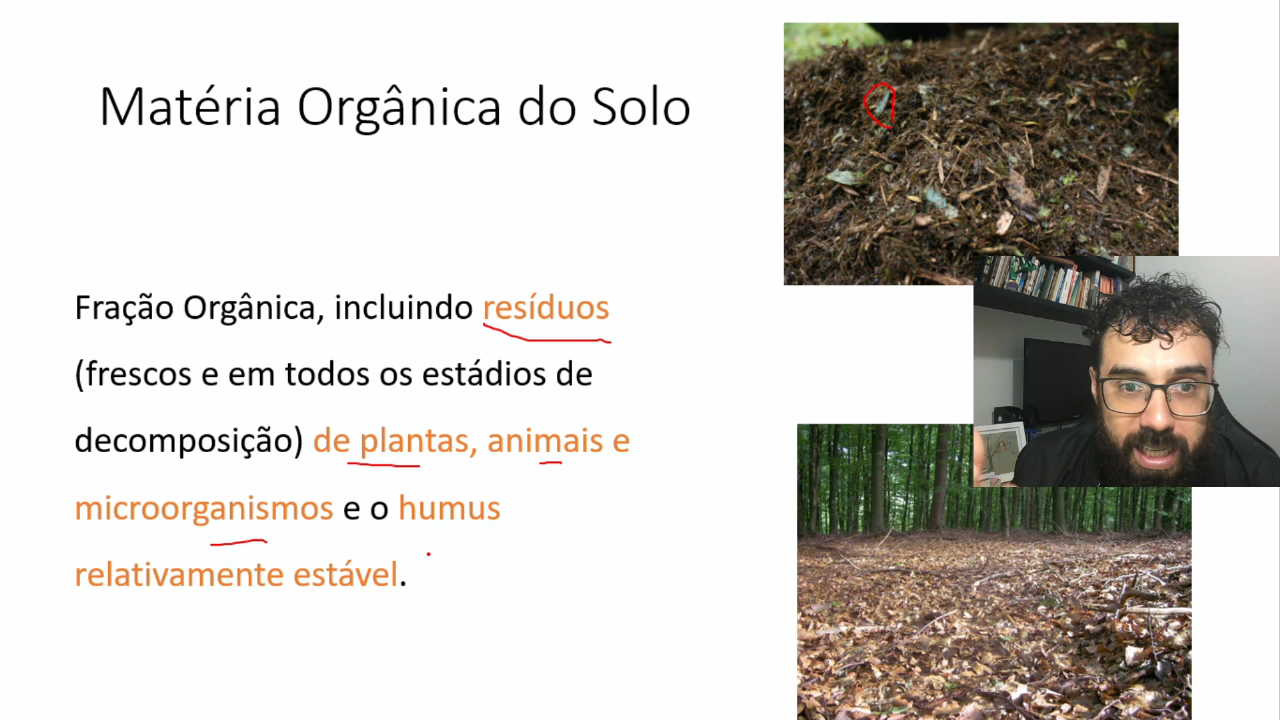 Matéria Orgânica do Solo
Fração Orgânica, incluindo resíduos
(frescos e em todos os estádios de
decomposição) de plantas, animais e
microorganismos e o humus
relativamente estável.